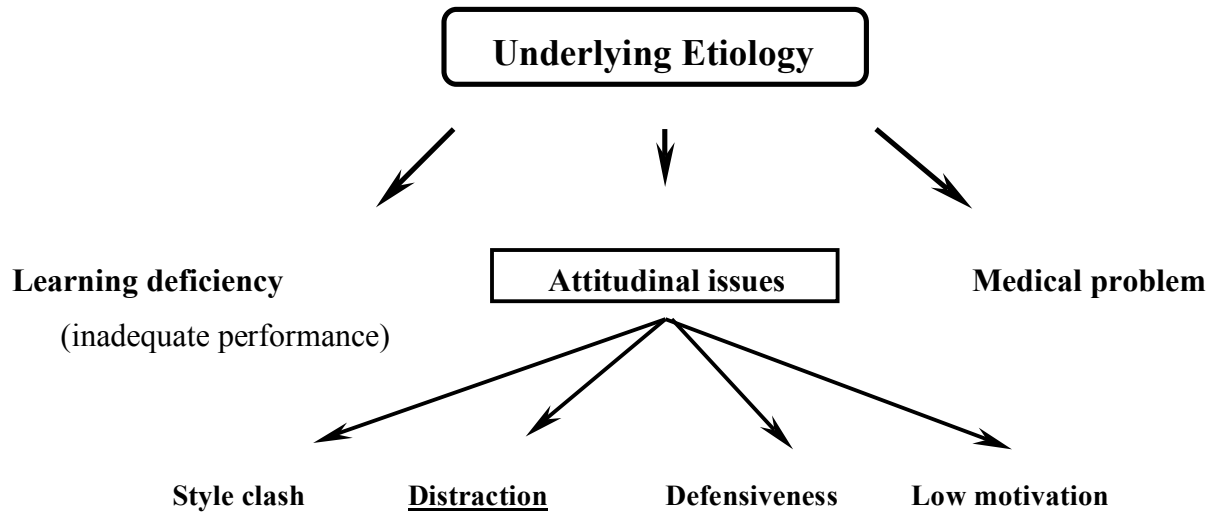 Underlying Etiology
Learning deficiency
(inadequate performance)
Attitudinal issues
Medical problem
Style clash
Distraction
Defensiveness
Low motivation